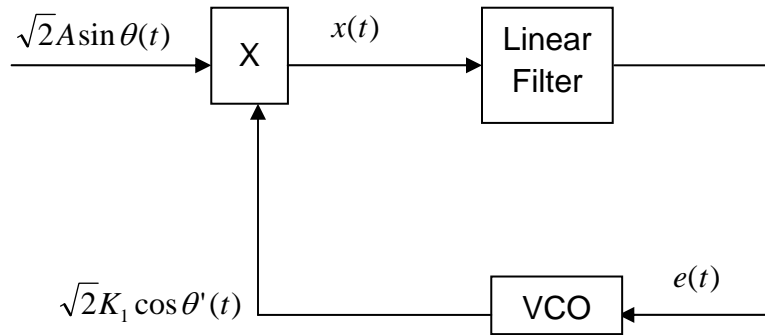 √2A sin θ(t)
X
x(t)
Linear
Filter
√2K₁ cos θ'(t)
VCO
e(t)